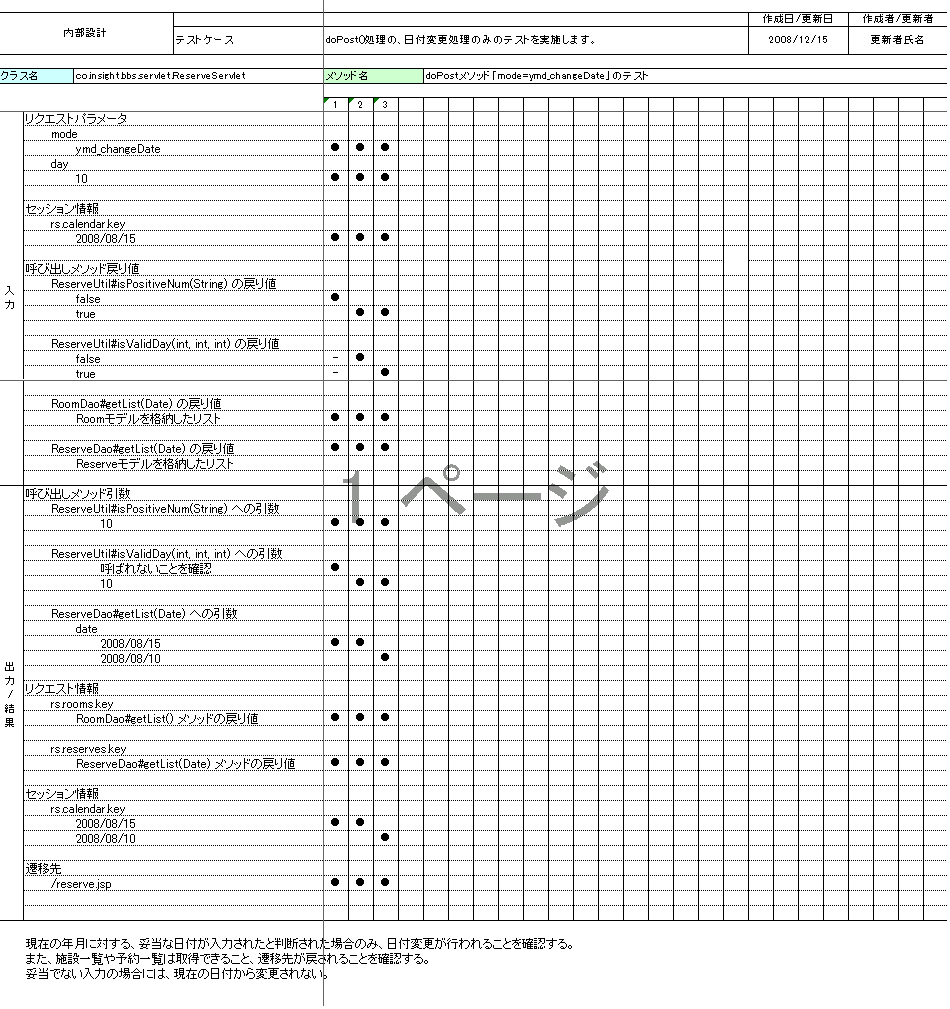 内部設計
作成日/更新日
作成者/更新者
テストケース
doPost()処理の、日付変更処理のみのテストを実施します。
2008/12/15
更新者氏名
クラス名
co.insight.bbs.servlet.ReserveServlet
メソッド名
doPostメソッド「mode=ymd_changeDate」のテスト
1 2 3
入力
リクエストパラメータ
mode
ymd_changeDate ● ● ●
day
10 ● ● ●
セッション情報
rs.calendar.key
2008/08/15 ● ● ●
呼び出しメソッド戻り値
ReserveUtil#isPositiveNum(String) の戻り値
false ●
true ● ●
ReserveUtil#isValidDay(int, int, int) の戻り値
false - ●
true - ●
RoomDao#getList(Date) の戻り値
Roomモデルを格納したリスト ● ● ●
ReserveDao#getList(Date) の戻り値 ● ● ●
Reserveモデルを格納したリスト
1 ページ
出力/結果
呼び出しメソッド引数
ReserveUtil#isPositiveNum(String) への引数
10 ● ● ●
ReserveUtil#isValidDay(int, int, int) への引数
呼ばれないことを確認 ●
10 ● ●
ReserveDao#getList(Date) への引数
date
2008/08/15 ● ●
2008/08/10 ●
リクエスト情報
rs.rooms.key
RoomDao#getList() メソッドの戻り値 ● ● ●
rs.reserves.key
ReserveDao#getList(Date) メソッドの戻り値 ● ● ●
セッション情報
rs.calendar.key
2008/08/15 ● ●
2008/08/10 ●
遷移先
/reserve.jsp ● ● ●
現在の年月に対する、妥当な日付が入力されたと判断された場合のみ、日付変更が行われることを確認する。
また、施設一覧や予約一覧は取得できること、遷移先が戻されることを確認する。
妥当でない入力の場合には、現在の日付から変更されない。